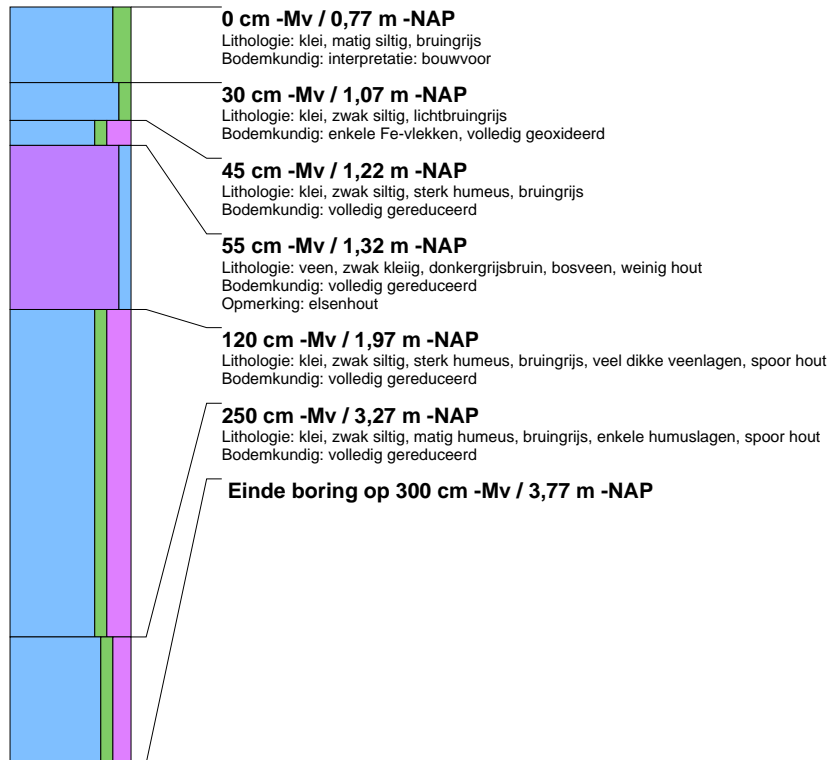 0 cm -Mv / 0,77 m -NAP
Lithologie: klei, matig siltig, bruingrijs
Bodemkundig: interpretatie: bouwvoor
30 cm -Mv / 1,07 m -NAP
Lithologie: klei, zwak siltig, lichtbruingrijs
Bodemkundig: enkele Fe-vlekken, volledig geoxideerd
45 cm -Mv / 1,22 m -NAP
Lithologie: klei, zwak siltig, sterk humeus, bruingrijs
Bodemkundig: volledig gereduceerd
55 cm -Mv / 1,32 m -NAP
Lithologie: veen, zwak kleiig, donkergrijsbruin, bosveen, weinig hout
Bodemkundig: volledig gereduceerd
Opmerking: elsenhout
120 cm -Mv / 1,97 m -NAP
Lithologie: klei, zwak siltig, sterk humeus, bruingrijs, veel dikke veenlagen, spoor hout
Bodemkundig: volledig gereduceerd
250 cm -Mv / 3,27 m -NAP
Lithologie: klei, zwak siltig, matig humeus, bruingrijs, enkele humuslagen, spoor hout
Bodemkundig: volledig gereduceerd
Einde boring op 300 cm -Mv / 3,77 m -NAP